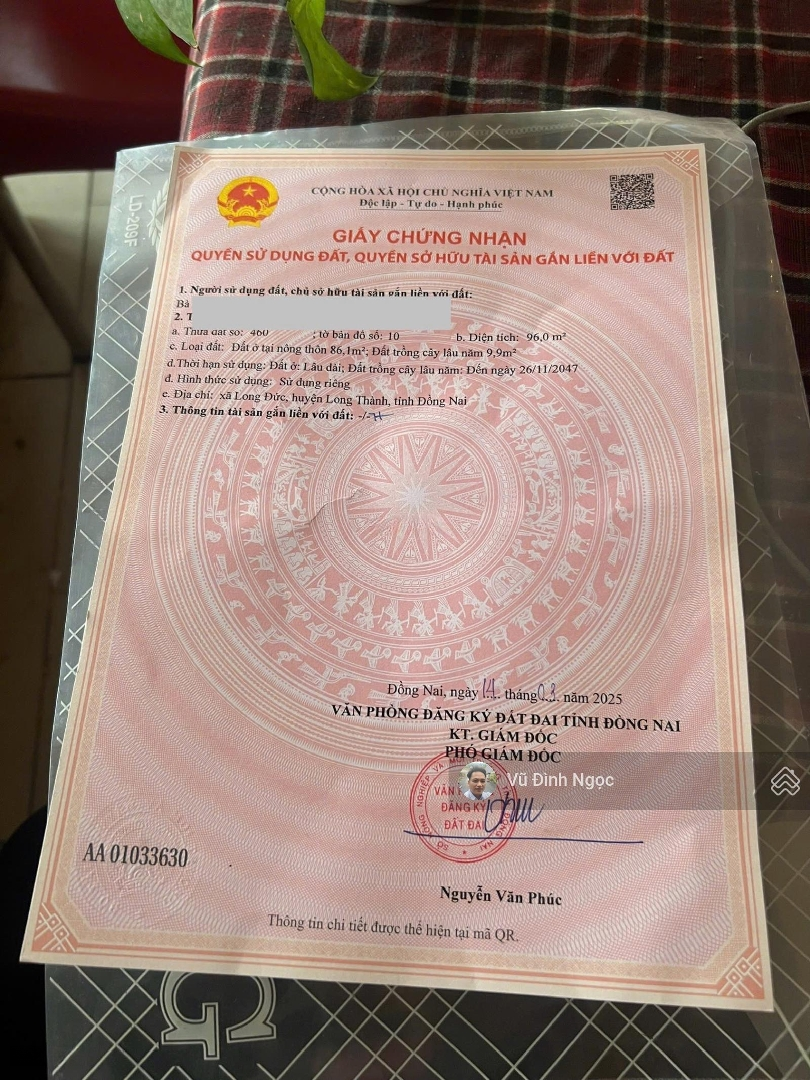 CỘNG HÒA XÃ HỘI CHỦ NGHĨA VIỆT NAM
Độc lập - Tự do - Hạnh phúc
GIẤY CHỨNG NHẬN
QUYỀN SỬ DỤNG ĐẤT, QUYỀN SỞ HỮU TÀI SẢN GẮN LIỀN VỚI ĐẤT
1. Người sử dụng đất, chủ sở hữu tài sản gắn liền với đất:
Bà
2. T
a. Thửa đất số: 460 ; tờ bản đồ số: 10 b. Diện tích: 96,0 m²
c. Loại đất: Đất ở tại nông thôn 86,1m²; Đất trồng cây lâu năm 9,9m²
d.Thời hạn sử dụng: Đất ở: Lâu dài; Đất trồng cây lâu năm: Đến ngày 26/11/2047
đ. Hình thức sử dụng: Sử dụng riêng
e. Địa chỉ: xã Long Đức, huyện Long Thành, tỉnh Đồng Nai
3. Thông tin tài sản gắn liền với đất: -/-
Đồng Nai, ngày 14 tháng 03 năm 2025
VĂN PHÒNG ĐĂNG KÝ ĐẤT ĐAI TỈNH ĐỒNG NAI
KT. GIÁM ĐỐC
PHÓ GIÁM ĐỐC
Vũ Đình Ngọc
VĂN
ĐĂNG KÝ
ĐẤT ĐAI
AA 01033630
Nguyễn Văn Phúc
Thông tin chi tiết được thể hiện tại mã QR.
LD-209F